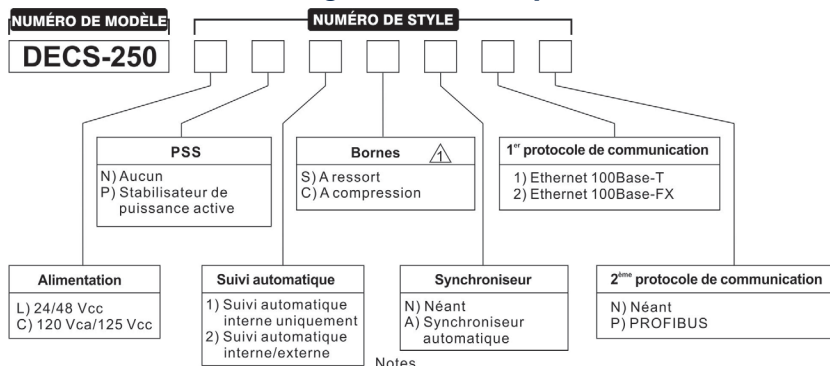 NUMÉRO DE MODÈLE
NUMÉRO DE STYLE
DECS-250
PSS
N) Aucun
P) Stabilisateur de
puissance active
Bornes 1
S) A ressort
C) A compression
1er protocole de communication
1) Ethernet 100Base-T
2) Ethernet 100Base-FX
Alimentation
L) 24/48 Vcc
C) 120 Vca/125 Vcc
Suivi automatique
1) Suivi automatique
interne uniquement
2) Suivi automatique
interne/externe
Synchroniseur
N) Néant
A) Synchroniseur
automatique
2ème protocole de communication
N) Néant
P) PROFIBUS
Notes